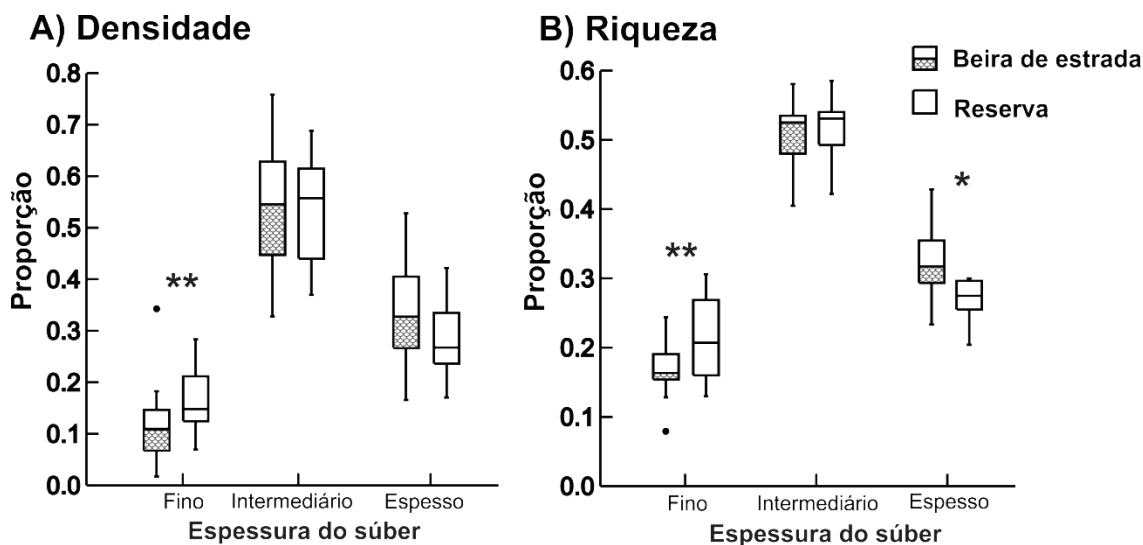 A) Densidade
0.8
0.7
0.6
0.5
0.4
0.3
0.2
0.1
0.0
Proporção
**
Fino Intermediário Espesso
Espessura do súber
B) Riqueza
0.6
0.5
0.4
0.3
0.2
0.1
0.0
Proporção
**
*
Fino Intermediário Espesso
Espessura do súber
Beira de estrada
Reserva